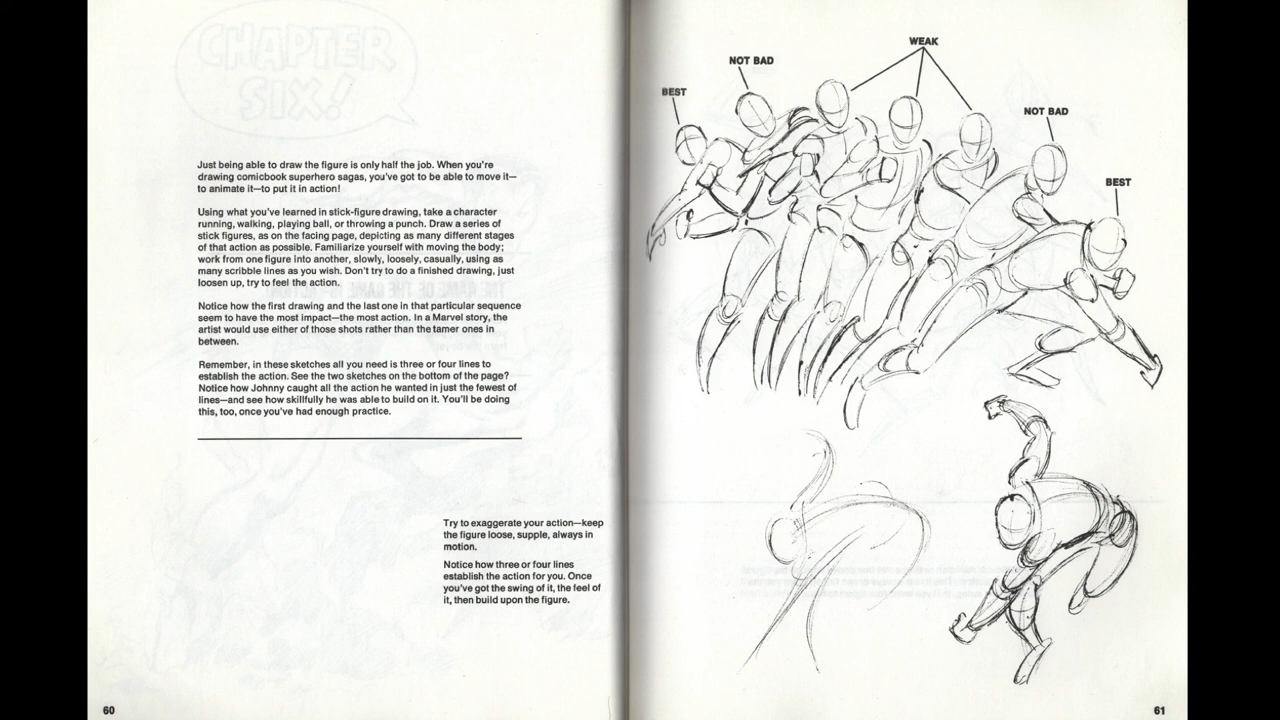 CHAPTER
SIX!
Just being able to draw the figure is only half the job. When you're
drawing comicbook superhero sagas, you've got to be able to move it—
to animate it—to put it in action!
Using what you've learned in stick-figure drawing, take a character
running, walking, playing ball, or throwing a punch. Draw a series of
stick figures, as on the facing page, depicting as many different stages
of that action as possible. Familiarize yourself with moving the body;
work from one figure into another, slowly, loosely, casually, using as
many scribble lines as you wish. Don't try to do a finished drawing, just
loosen up, try to feel the action.
Notice how the first drawing and the last one in that particular sequence
seem to have the most impact—the most action. In a Marvel story, the
artist would use either of those shots rather than the tamer ones in
between.
Remember, in these sketches all you need is three or four lines to
establish the action. See the two sketches on the bottom of the page?
Notice how Johnny caught all the action he wanted in just the fewest of
lines—and see how skillfully he was able to build on it. You'll be doing
this, too, once you've had enough practice.
Try to exaggerate your action—keep
the figure loose, supple, always in
motion.
Notice how three or four lines
establish the action for you. Once
you've got the swing of it, the feel of
it, then build upon the figure.
60
WEAK
NOT BAD
BEST
NOT BAD
BEST
61